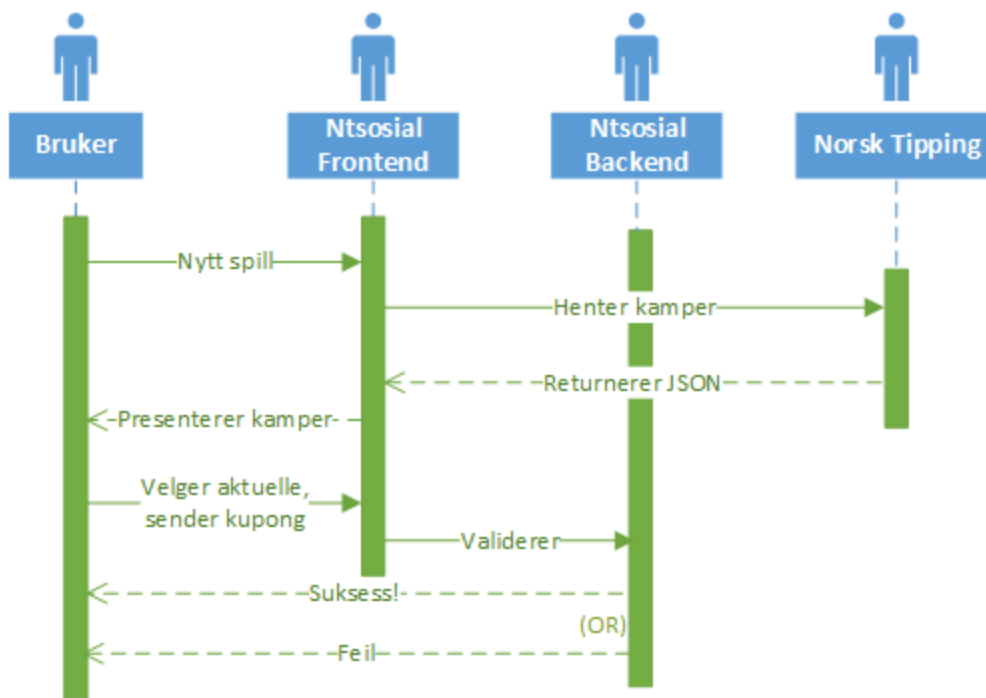 Bruker
Ntsosial
Frontend
Ntsosial
Backend
Norsk Tipping
Nytt spill
Henter kamper
Returnerer JSON
Presenterer kamper
Velger aktuelle,
sender kupong
Validerer
Suksess!
(OR)
Feil